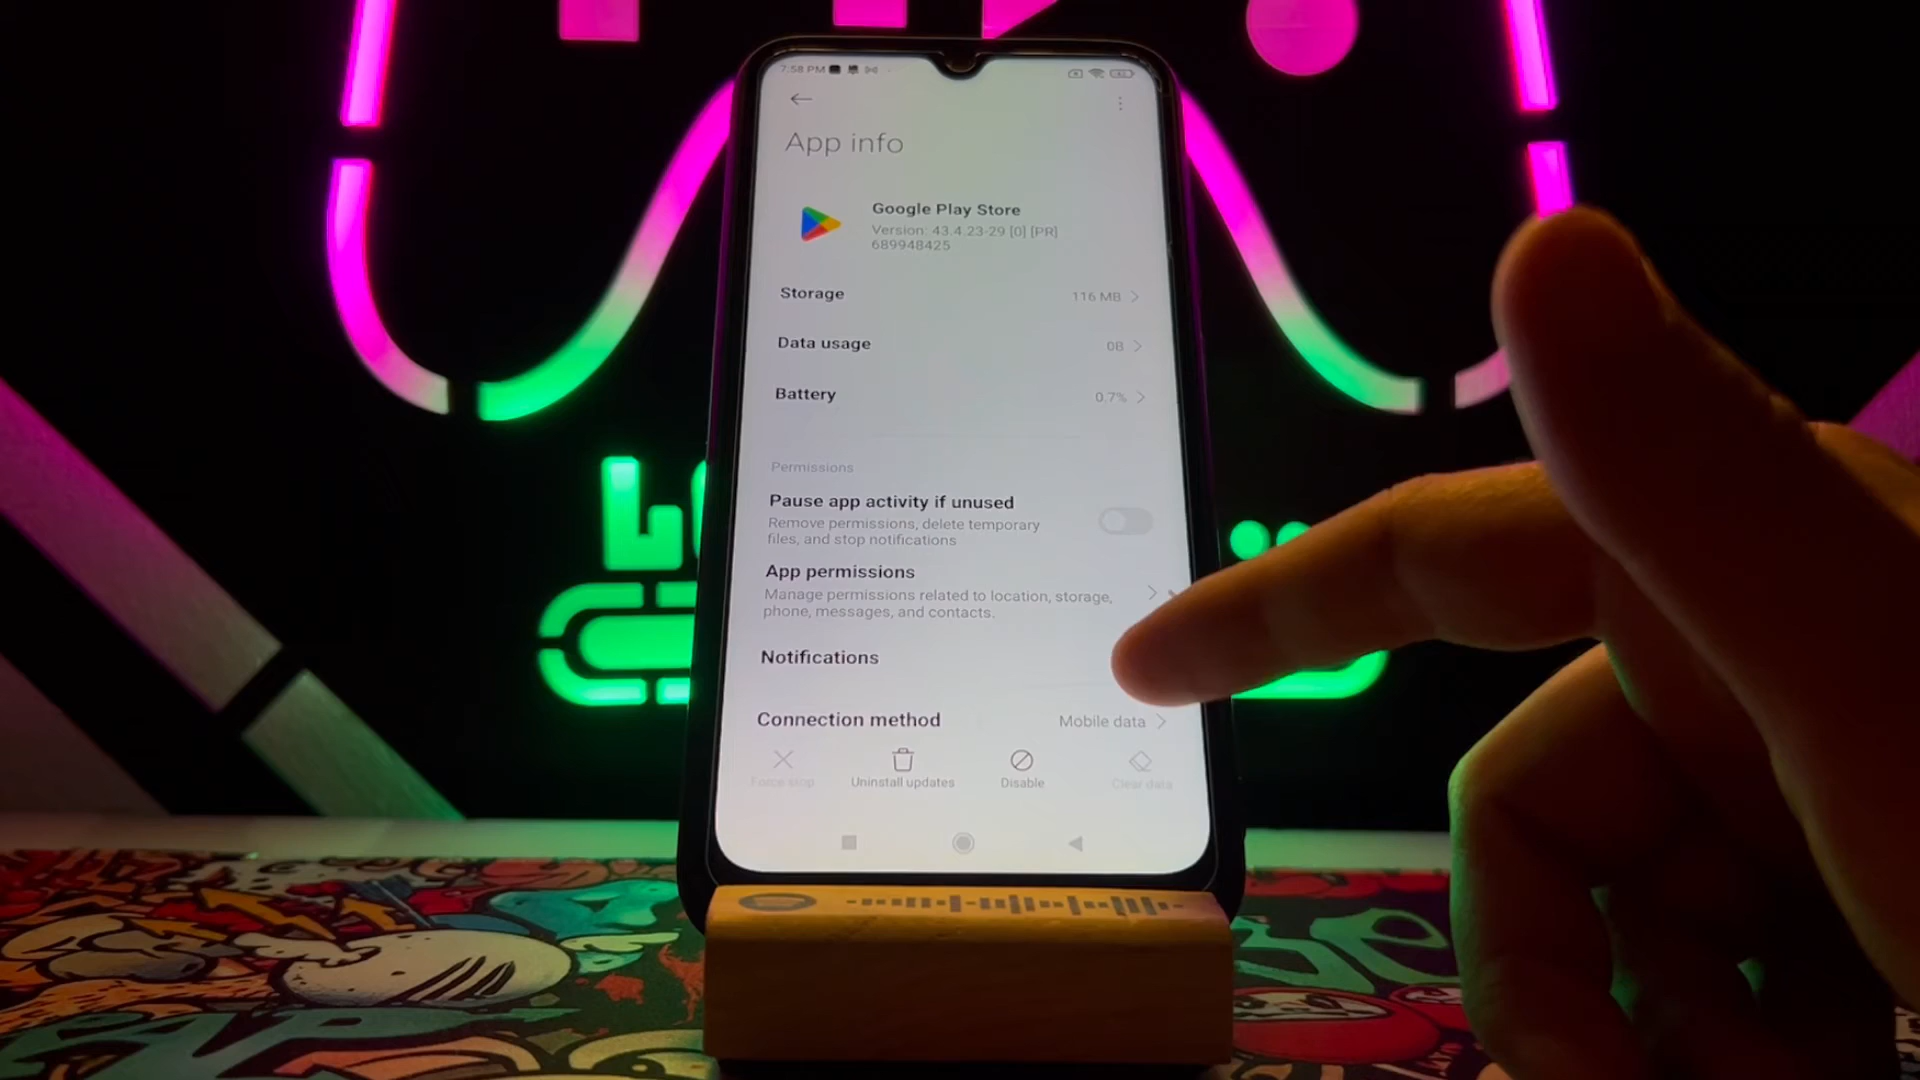 7:58 PM
App info
Google Play Store
Version: 43.4.23-29 [0] [PR]
689948425
Storage
116 MB
Data usage
0B
Battery
0.7%
Permissions
Pause app activity if unused
Remove permissions, delete temporary
files, and stop notifications
App permissions
Manage permissions related to location, storage,
phone, messages, and contacts.
Notifications
Connection method
Mobile data
Force stop
Uninstall updates
Disable
Clear data